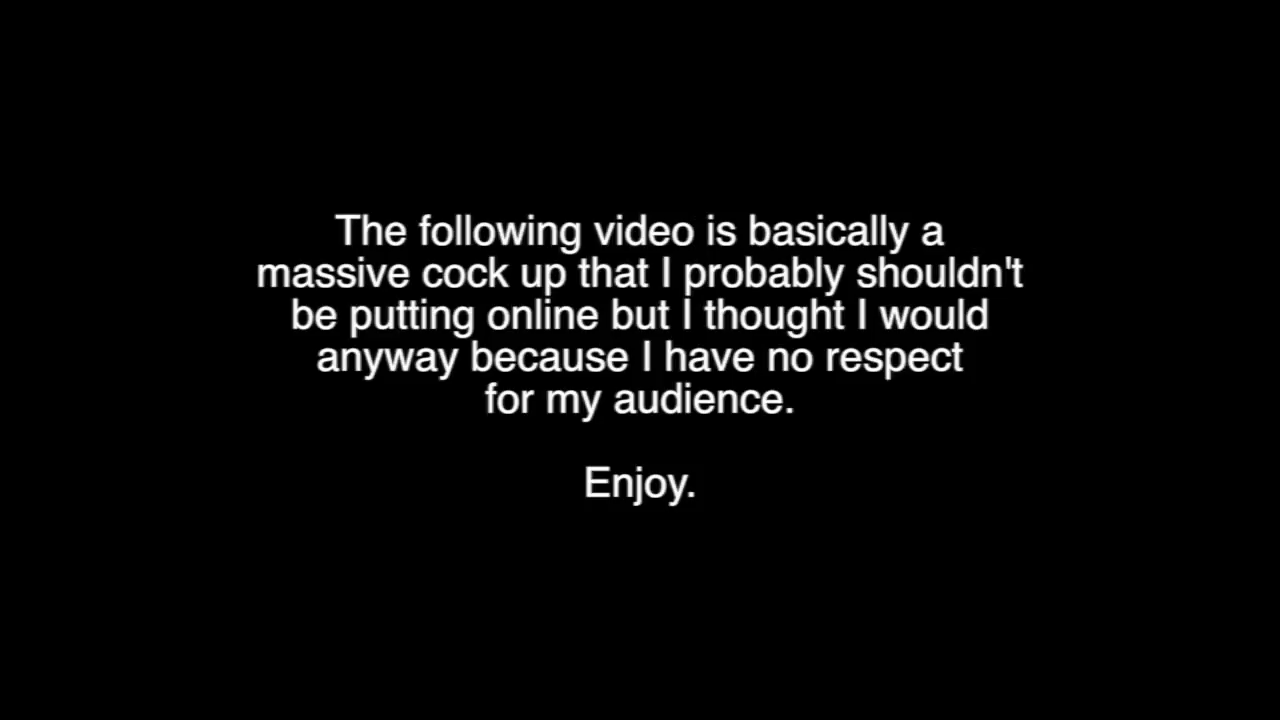 The following video is basically a
massive cock up that I probably shouldn't
be putting online but I thought I would
anyway because I have no respect
for my audience.
Enjoy.